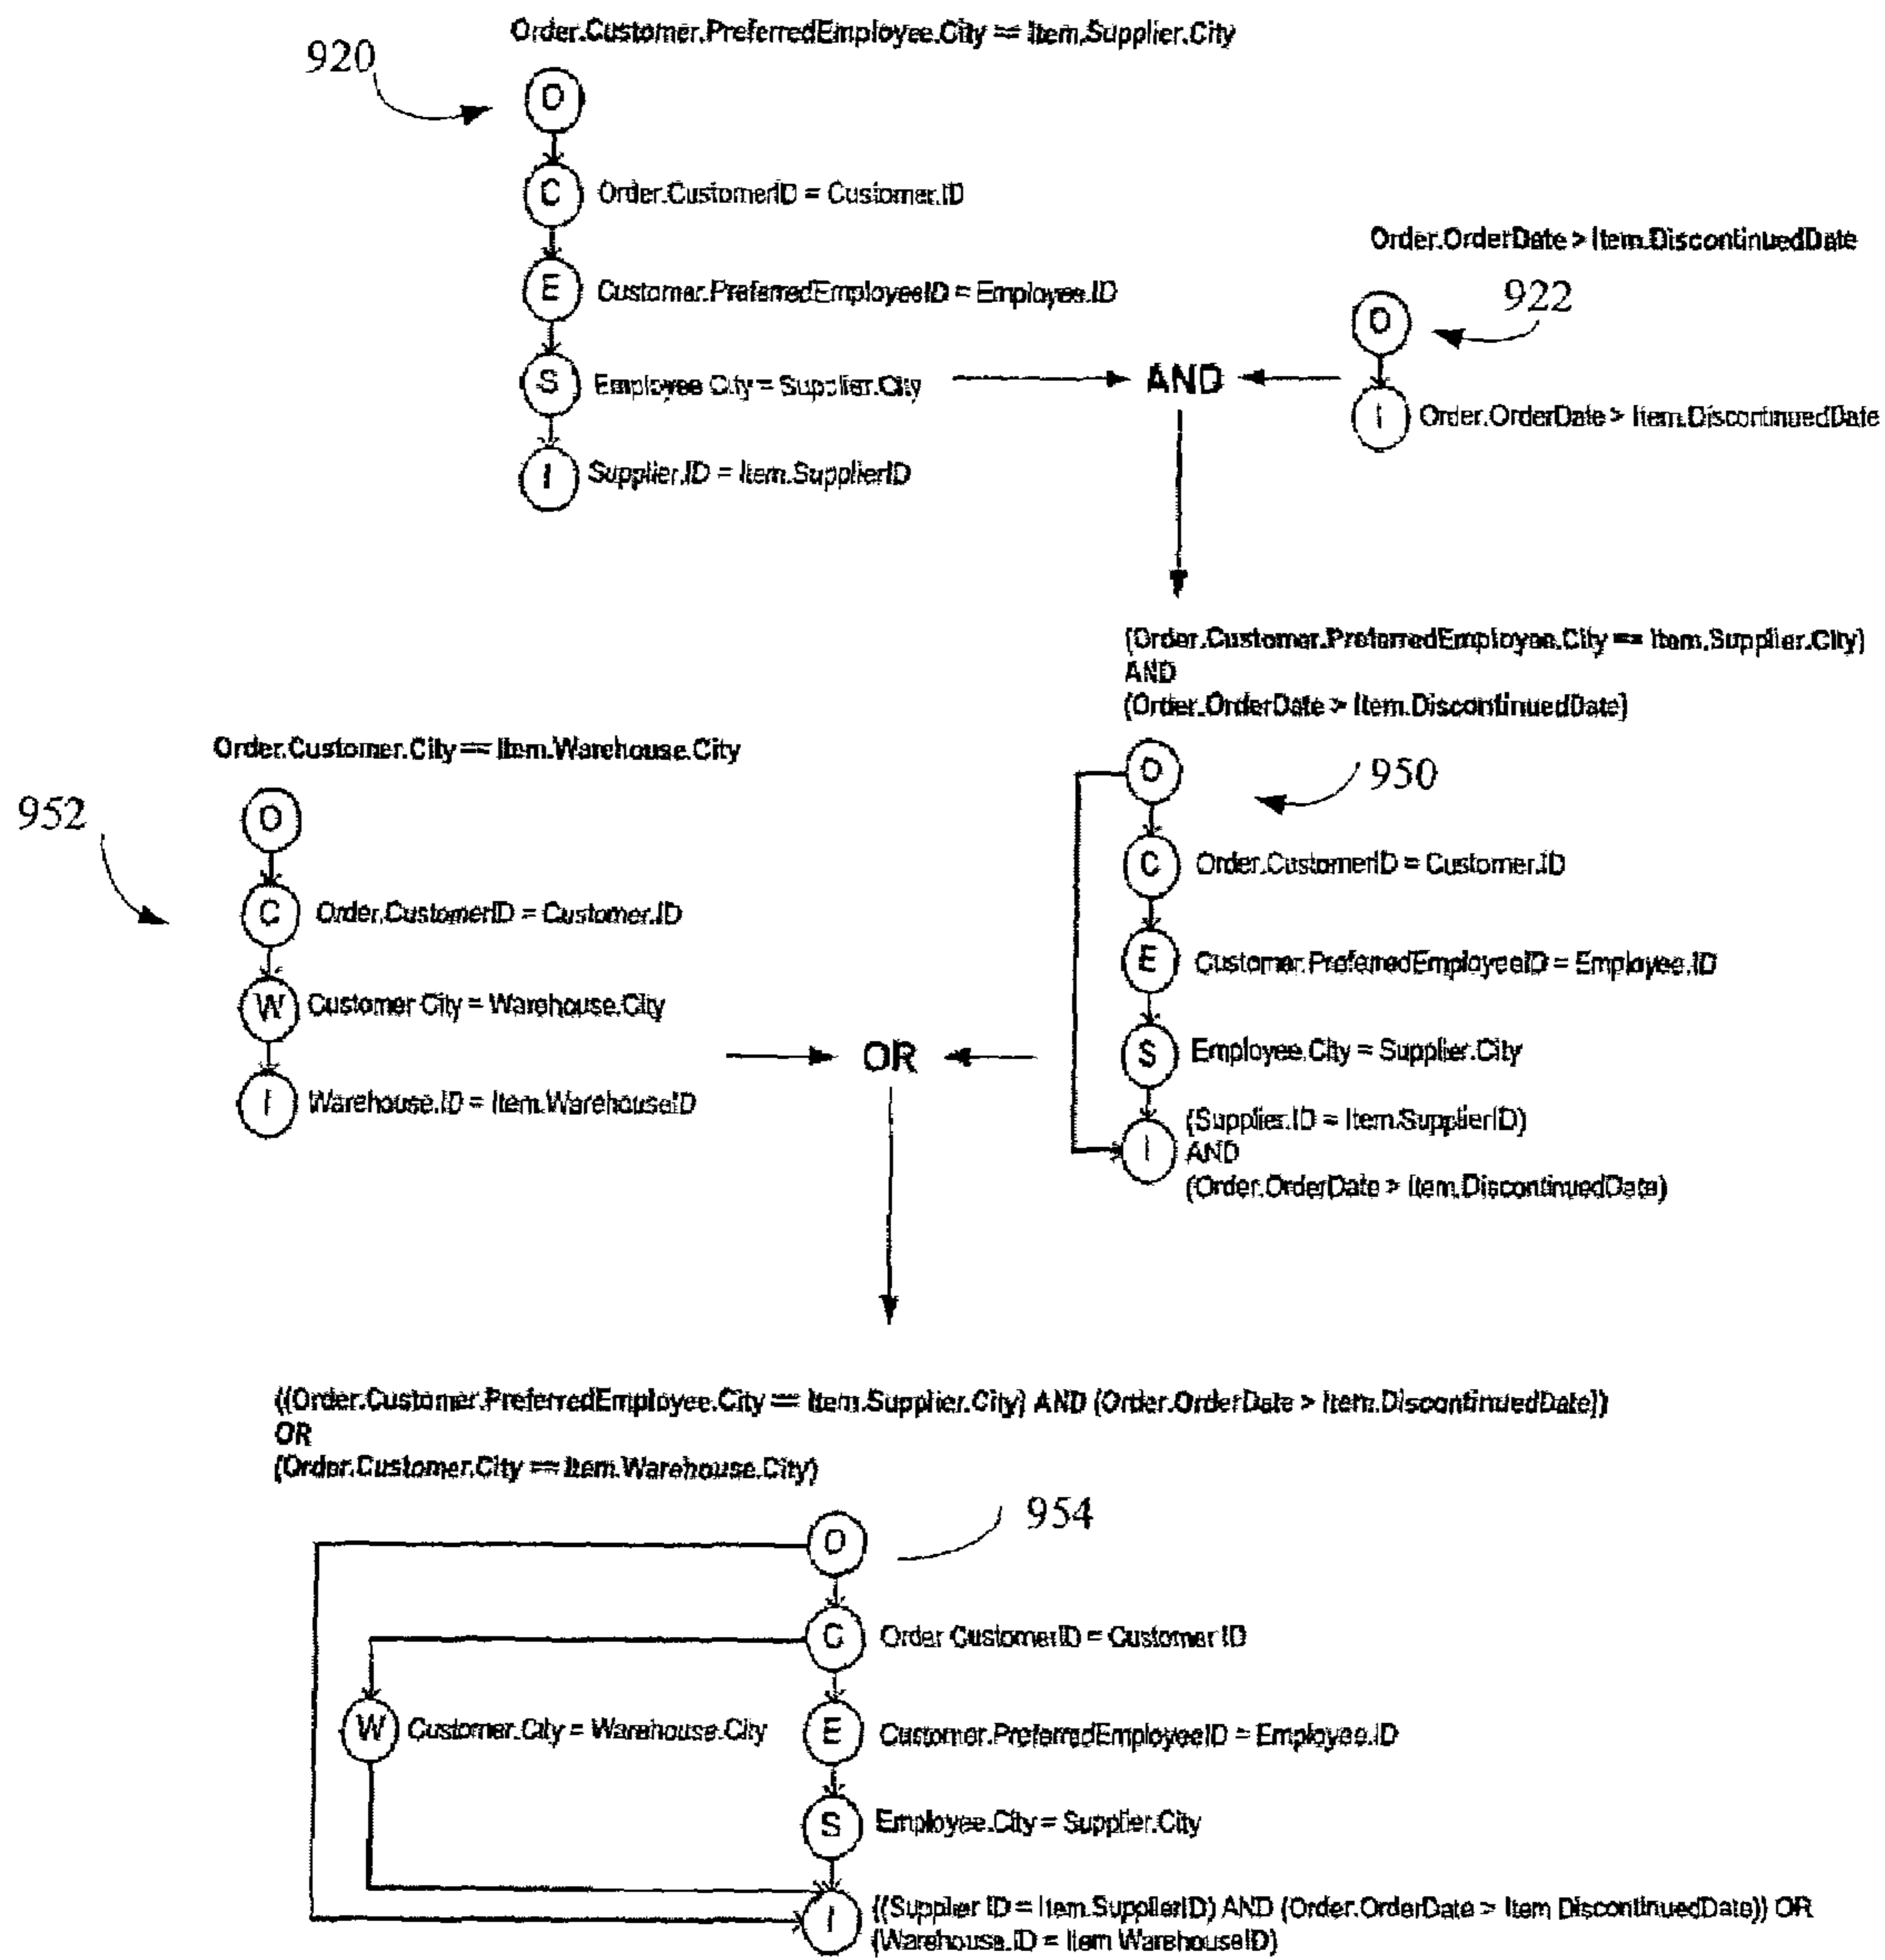 Order.Customer.PreferredEmployee.City == Item.Supplier.City
920
O
C Order.CustomerID = Customer.ID
E Customer.PreferredEmployeeID = Employee.ID
S Employee.City = Supplier.City
I Supplier.ID = Item.SupplierID
AND
Order.OrderDate > Item.DiscontinuedDate
922
O
I Order.OrderDate > Item.DiscontinuedDate
(Order.Customer.PreferredEmployee.City == Item.Supplier.City)
AND
(Order.OrderDate > Item.DiscontinuedDate)
950
O
C Order.CustomerID = Customer.ID
E Customer.PreferredEmployeeID = Employee.ID
S Employee.City = Supplier.City
I (Supplier.ID = Item.SupplierID)
AND
(Order.OrderDate > Item.DiscontinuedDate)
Order.Customer.City == Item.Warehouse.City
952
O
C Order.CustomerID = Customer.ID
W Customer.City = Warehouse.City
I Warehouse.ID = Item.WarehouseID
OR
((Order.Customer.PreferredEmployee.City == Item.Supplier.City) AND (Order.OrderDate > Item.DiscontinuedDate))
OR
(Order.Customer.City == Item.Warehouse.City)
954
O
C Order.CustomerID = Customer.ID
W Customer.City = Warehouse.City
E Customer.PreferredEmployeeID = Employee.ID
S Employee.City = Supplier.City
I ((Supplier.ID = Item.SupplierID) AND (Order.OrderDate > Item.DiscontinuedDate)) OR
(Warehouse.ID = Item.WarehouseID)